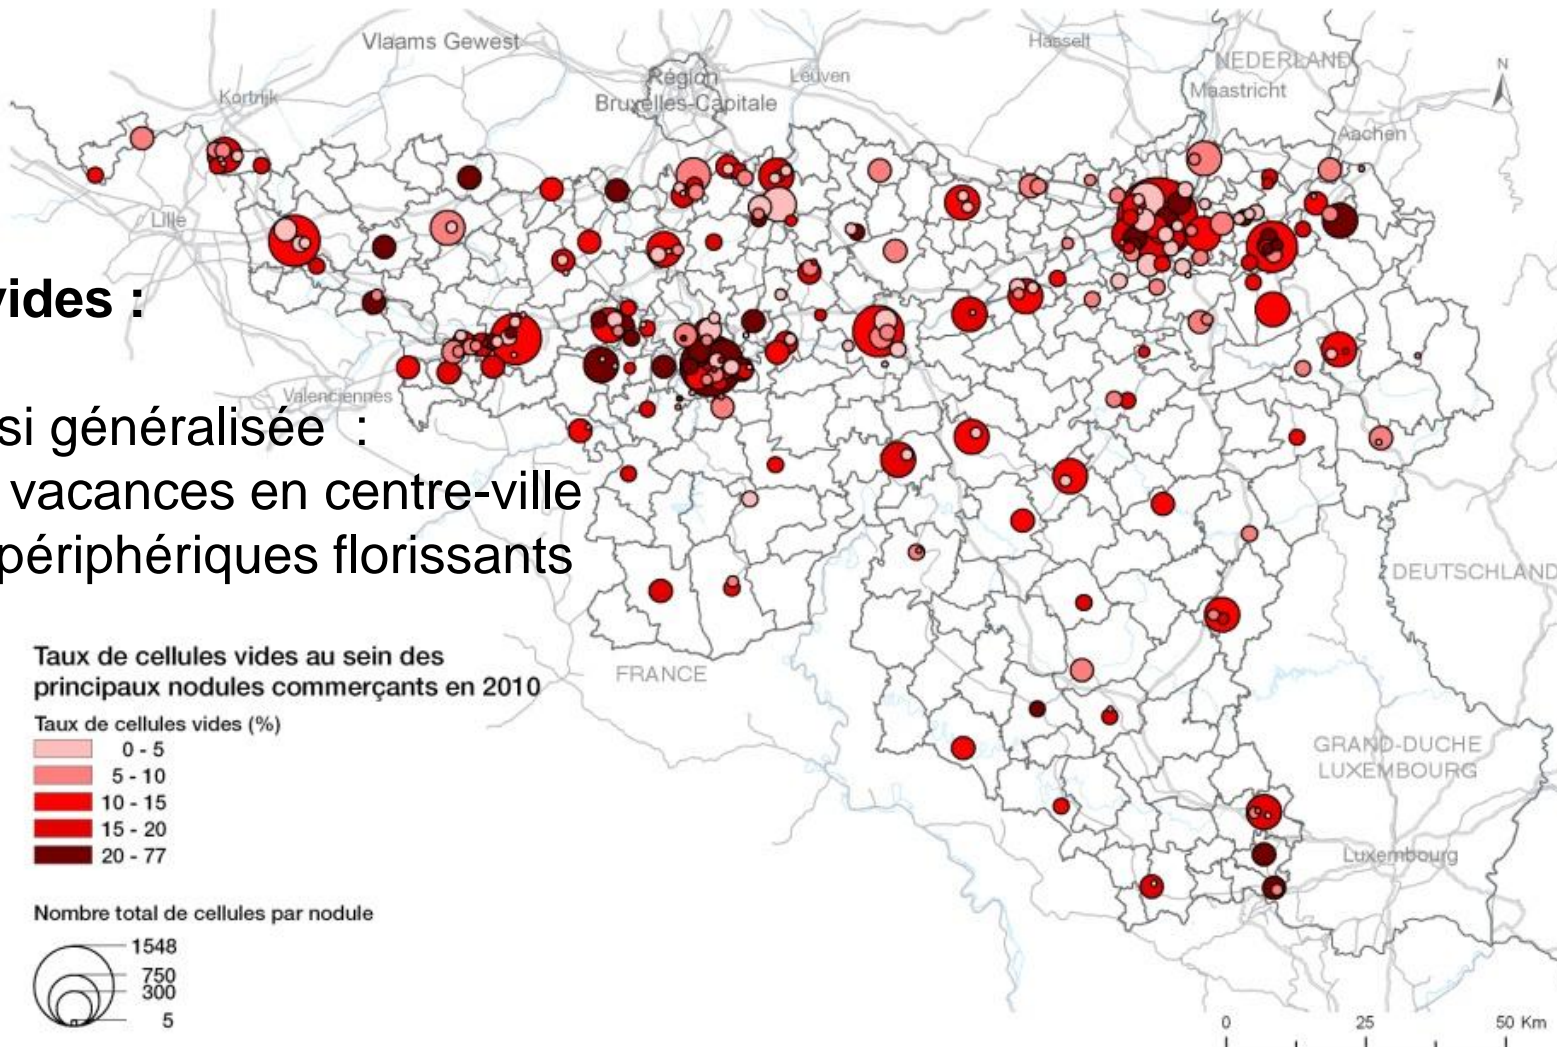 Vlaams Gewest
Hasselt
NEDERLAND
Région
Bruxelles-Capitale
Leuven
Maastricht
N
Kortrijk
Aachen
Lille
vides :
Valenciennes
si généralisée :
vacances en centre-ville
périphériques florissants
DEUTSCHLAND
FRANCE
Taux de cellules vides au sein des
principaux nodules commerçants en 2010
Taux de cellules vides (%)
0 - 5
5 - 10
10 - 15
15 - 20
20 - 77
GRAND-DUCHE
LUXEMBOURG
Luxembourg
Nombre total de cellules par nodule
1548
750
300
5
0 25 50 Km